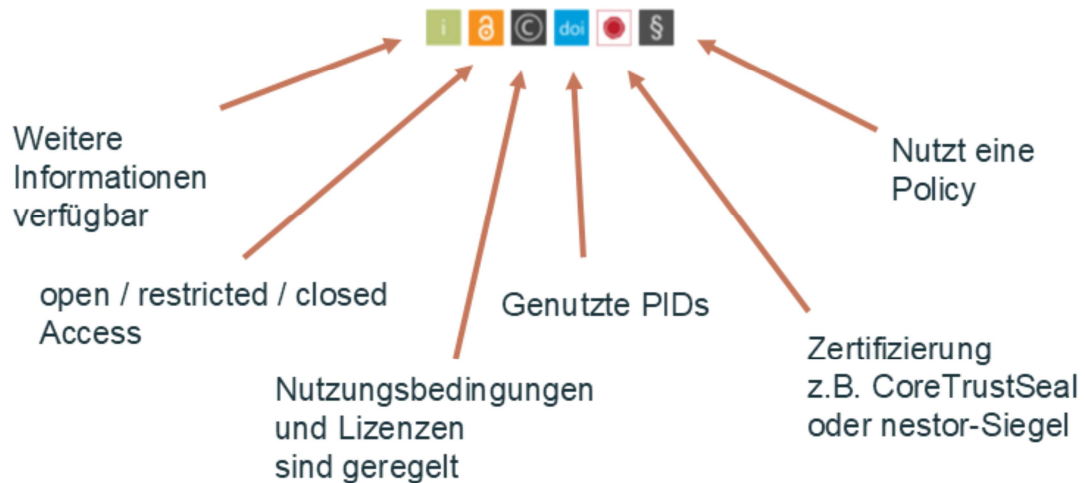 i
©
doi
§
Weitere
Informationen
verfügbar
Nutzt eine
Policy
open / restricted / closed
Access
Genutzte PIDs
Zertifizierung
z.B. CoreTrustSeal
oder nestor-Siegel
Nutzungsbedingungen
und Lizenzen
sind geregelt